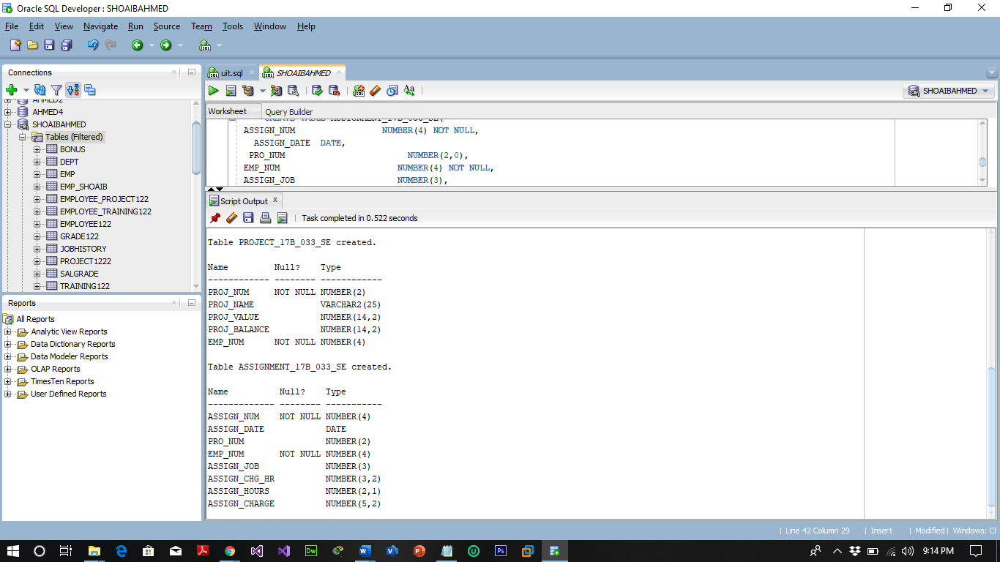 Oracle SQL Developer : SHOAIBAHMED
File Edit View Navigate Run Source Team Tools Window Help
Connections
AHMED2
AHMED4
SHOAIBAHMED
Tables (Filtered)
BONUS
DEPT
EMP
EMP_SHOAIB
EMPLOYEE_PROJECT122
EMPLOYEE_TRAINING122
EMPLOYEE122
GRADE122
JOBHISTORY
PROJECT1222
SALGRADE
TRAINING122
Reports
All Reports
Analytic View Reports
Data Dictionary Reports
Data Modeler Reports
OLAP Reports
TimesTen Reports
User Defined Reports
uit.sql SHOAIBAHMED
SHOAIBAHMED
Worksheet Query Builder
CREATE TABLE ASSIGNMENT_17B_033_SE(
ASSIGN_NUM NUMBER(4) NOT NULL,
ASSIGN_DATE DATE,
PRO_NUM NUMBER(2,0),
EMP_NUM NUMBER(4) NOT NULL,
ASSIGN_JOB NUMBER(3),
Script Output x
Task completed in 0.522 seconds
Table PROJECT_17B_033_SE created.
Name Null? Type
------------ -------- ------------
PROJ_NUM NOT NULL NUMBER(2)
PROJ_NAME VARCHAR2(25)
PROJ_VALUE NUMBER(14,2)
PROJ_BALANCE NUMBER(14,2)
EMP_NUM NOT NULL NUMBER(4)
Table ASSIGNMENT_17B_033_SE created.
Name Null? Type
------------- -------- -----------
ASSIGN_NUM NOT NULL NUMBER(4)
ASSIGN_DATE DATE
PRO_NUM NUMBER(2)
EMP_NUM NOT NULL NUMBER(4)
ASSIGN_JOB NUMBER(3)
ASSIGN_CHG_HR NUMBER(3,2)
ASSIGN_HOURS NUMBER(2,1)
ASSIGN_CHARGE NUMBER(5,2)
| Line 42 Column 29 | Insert | Modified | Windows: CF
9:14 PM